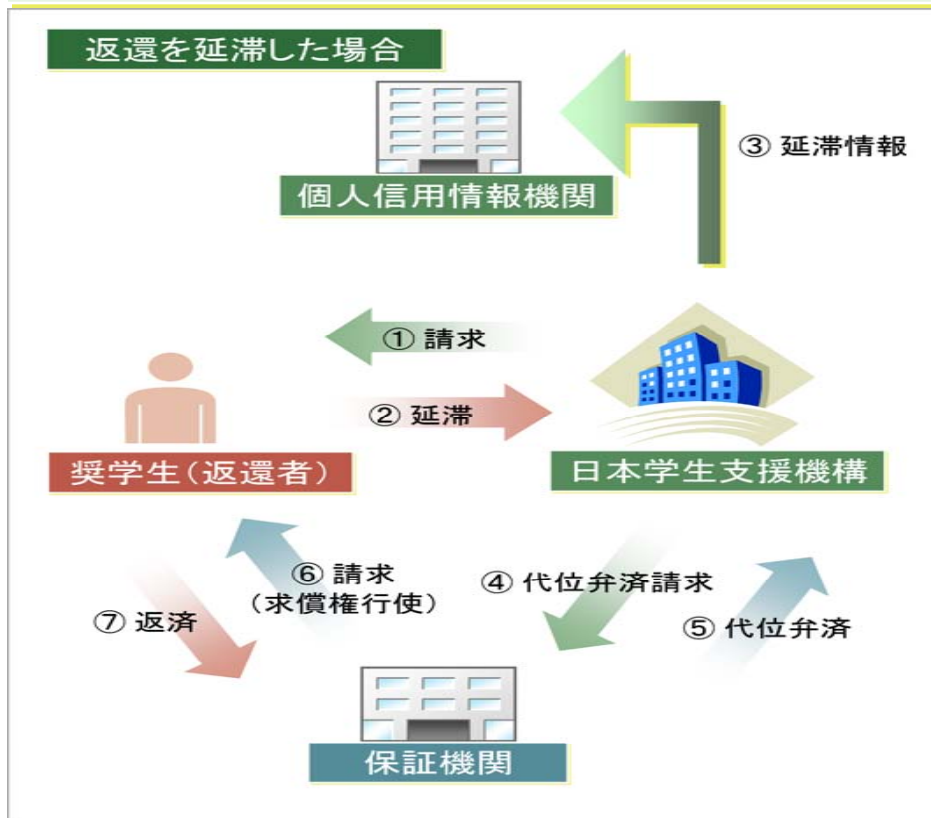 返還を延滞した場合
③ 延滞情報
個人信用情報機関
① 請求
② 延滞
奨学生(返還者)
日本学生支援機構
⑥ 請求
(求償権行使)
④ 代位弁済請求
⑦ 返済
⑤ 代位弁済
保証機関